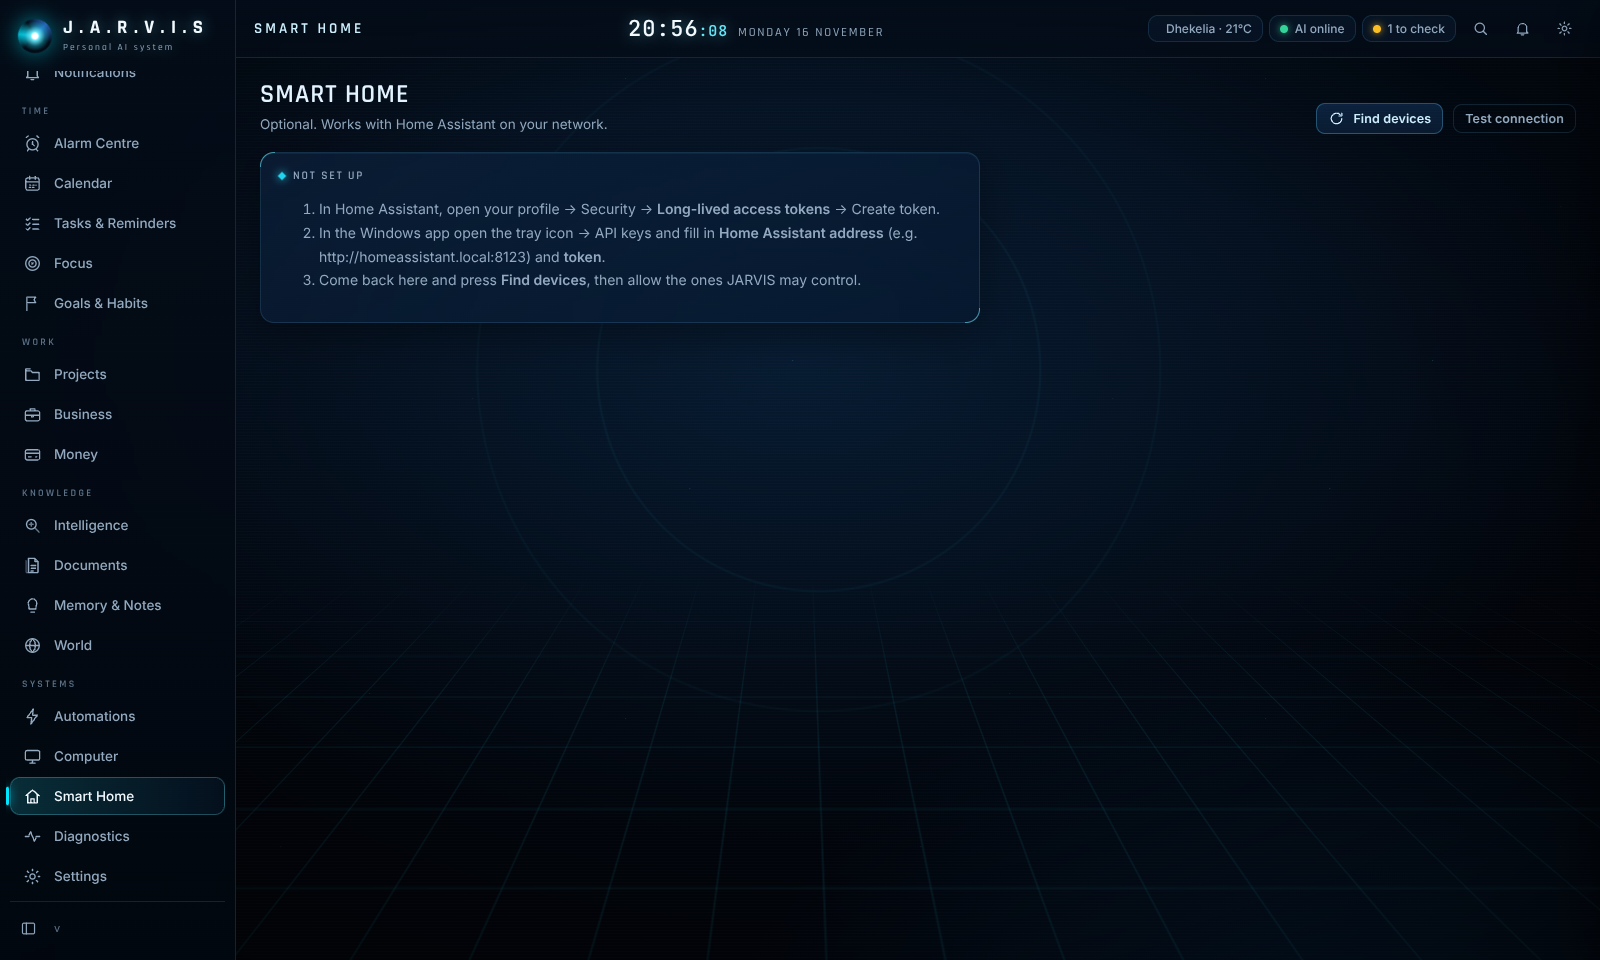 J.A.R.V.I.S
Personal AI system
Notifications
TIME
Alarm Centre
Calendar
Tasks & Reminders
Focus
Goals & Habits
WORK
Projects
Business
Money
KNOWLEDGE
Intelligence
Documents
Memory & Notes
World
SYSTEMS
Automations
Computer
Smart Home
Diagnostics
Settings
v
SMART HOME
20:56:08 MONDAY 16 NOVEMBER
Dhekelia · 21°C
AI online
1 to check
SMART HOME
Optional. Works with Home Assistant on your network.
Find devices
Test connection
NOT SET UP
1. In Home Assistant, open your profile → Security → Long-lived access tokens → Create token.
2. In the Windows app open the tray icon → API keys and fill in Home Assistant address (e.g.
http://homeassistant.local:8123) and token.
3. Come back here and press Find devices, then allow the ones JARVIS may control.